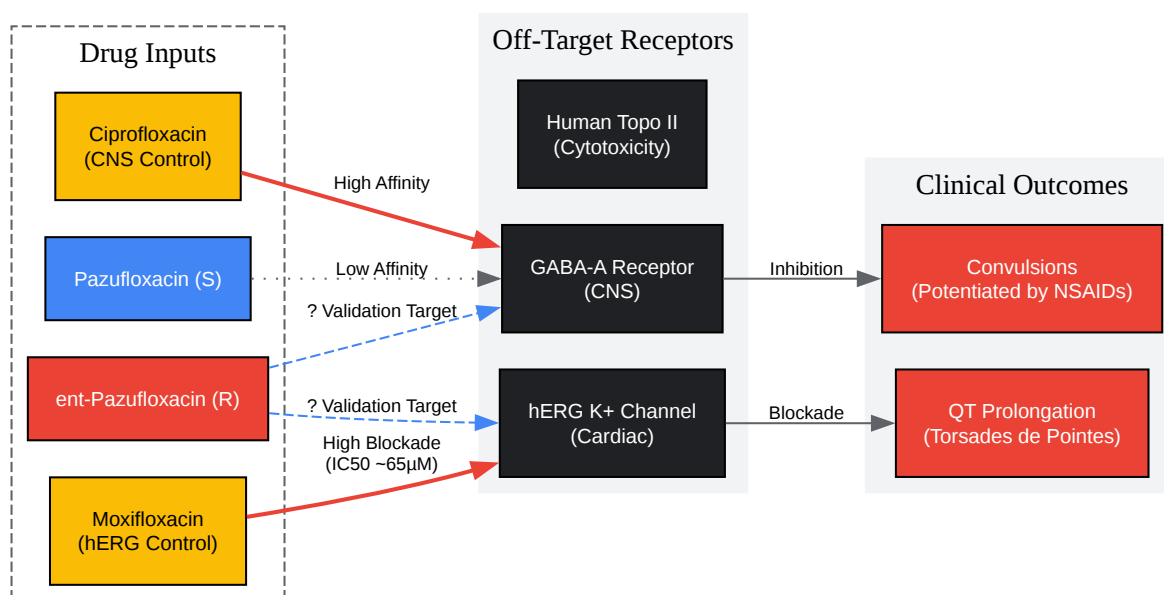 Drug Inputs
Ciprofloxacin
(CNS Control)
Pazufloxacin (S)
ent-Pazufloxacin (R)
Moxifloxacin
(hERG Control)
High Affinity
Low Affinity
? Validation Target
? Validation Target
High Blockade
(IC50 ~65µM)
Off-Target Receptors
Human Topo II
(Cytotoxicity)
GABA-A Receptor
(CNS)
hERG K+ Channel
(Cardiac)
Inhibition
Blockade
Clinical Outcomes
Convulsions
(Potentiated by NSAIDs)
QT Prolongation
(Torsades de Pointes)